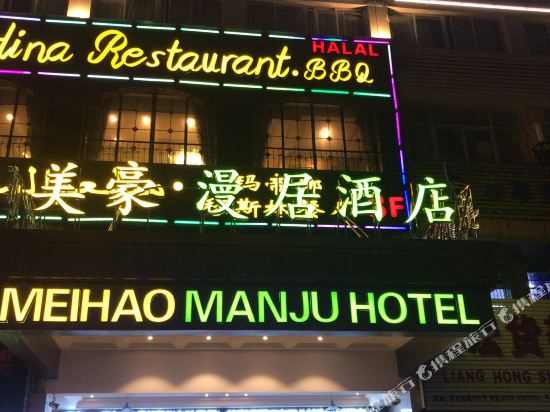 dina Restaurant.
HALAL
BBQ
美豪·漫居酒店
MEIHAO MANJU HOTEL
LIANG HONG
携程旅行